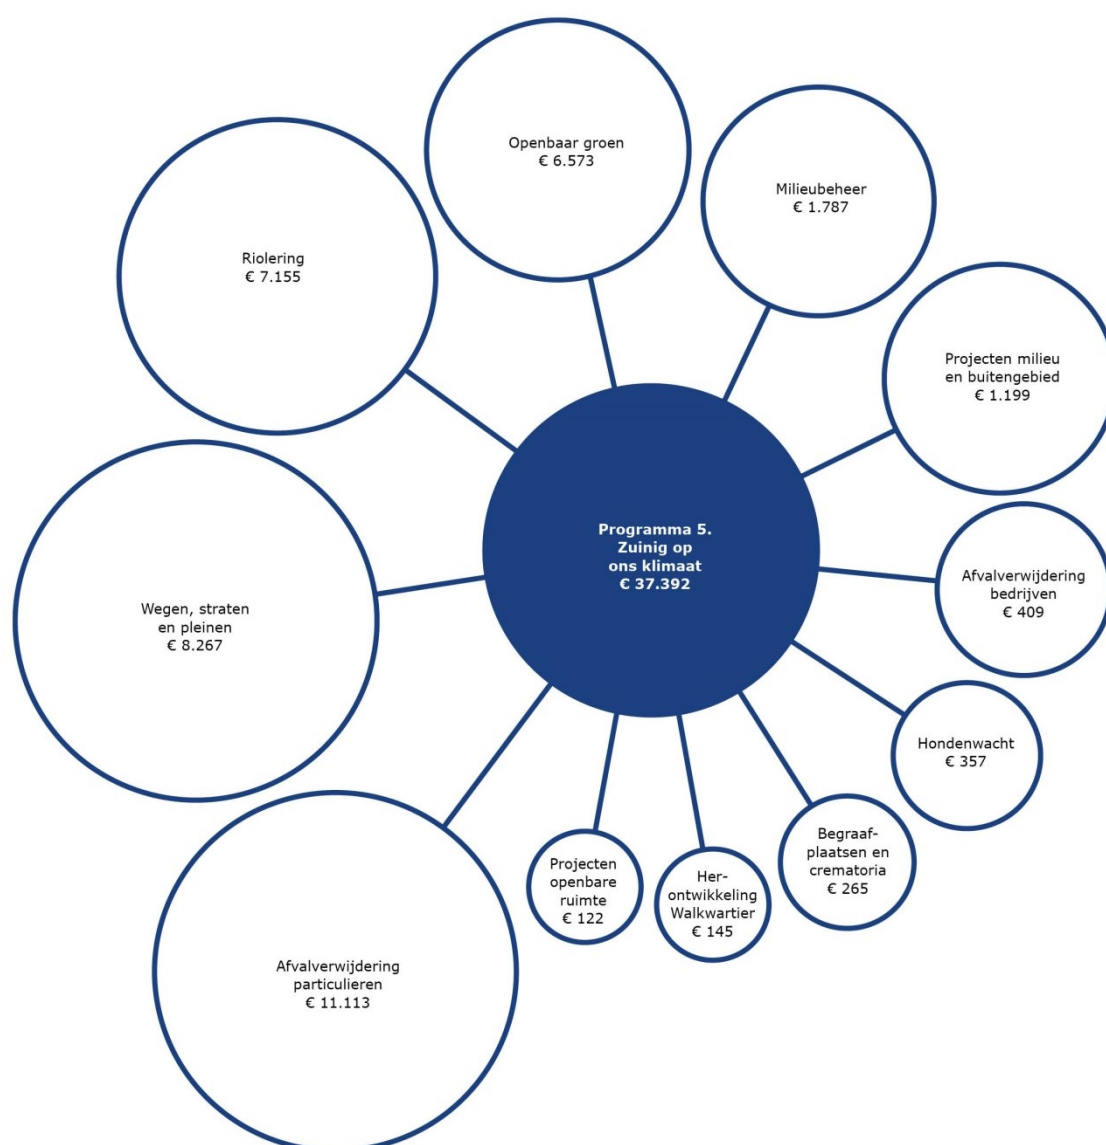 Openbaar groen
€ 6.573
Milieubeheer
€ 1.787
Riolering
€ 7.155
Projecten milieu
en buitengebied
€ 1.199
Programma 5.
Zuinig op
ons klimaat
€ 37.392
Afvalverwijdering
bedrijven
€ 409
Wegen, straten
en pleinen
€ 8.267
Hondenwacht
€ 357
Begraaf-
plaatsen en
crematoria
€ 265
Her-
ontwikkeling
Walkwartier
€ 145
Projecten
openbare
ruimte
€ 122
Afvalverwijdering
particulieren
€ 11.113